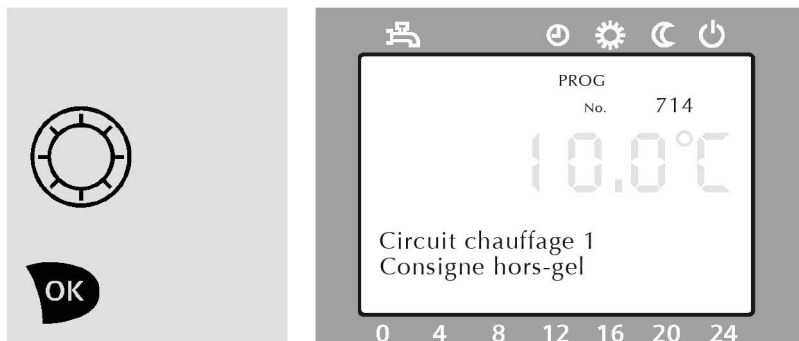 OK
PROG
No. 714
10.0°C
Circuit chauffage 1
Consigne hors-gel
0 4 8 12 16 20 24